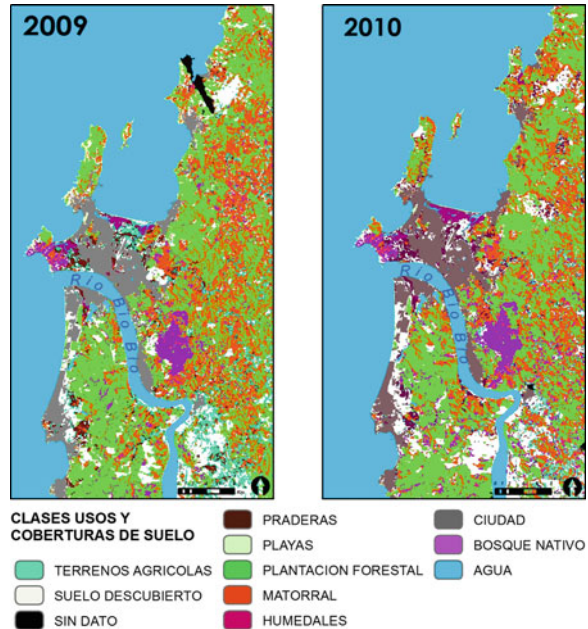 2009
2010
Río Bío Bío
Río Bío Bío
CLASES USOS Y
COBERTURAS DE SUELO
TERRENOS AGRICOLAS
SUELO DESCUBIERTO
SIN DATO
PRADERAS
PLAYAS
PLANTACION FORESTAL
MATORRAL
HUMEDALES
CIUDAD
BOSQUE NATIVO
AGUA